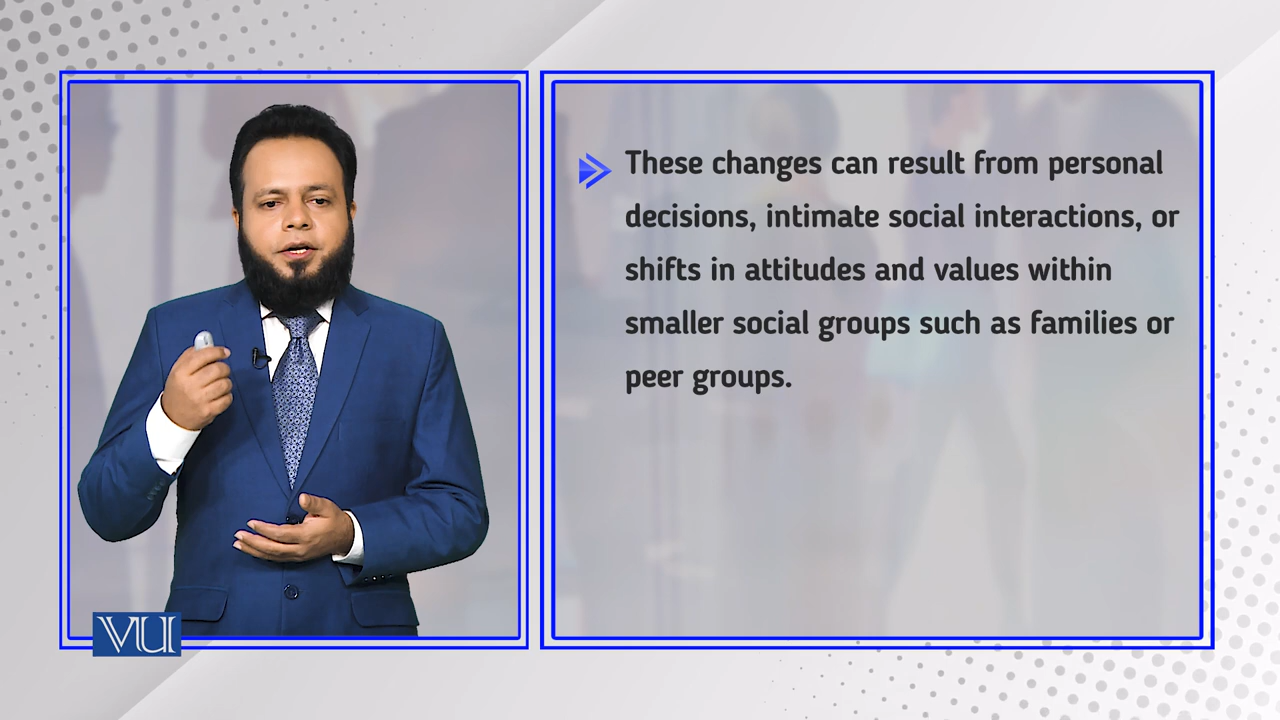 These changes can result from personal
decisions, intimate social interactions, or
shifts in attitudes and values within
smaller social groups such as families or
peer groups.
VU